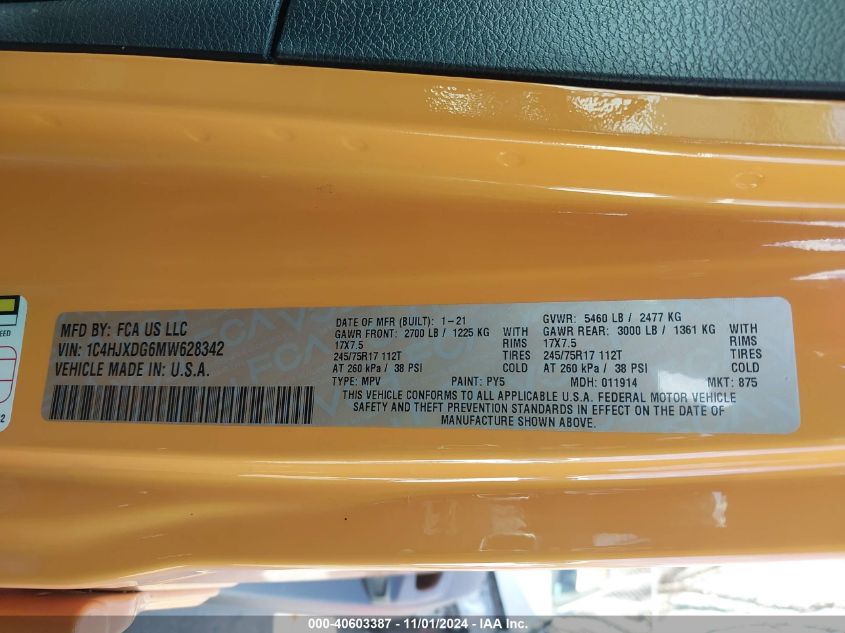 MFD BY: FCA US LLC
VIN: 1C4HJXDG6MW628342
VEHICLE MADE IN: U.S.A.
DATE OF MFR (BUILT): 1-21
GVWR: 5460 LB / 2477 KG
GAWR FRONT: 2700 LB / 1225 KG WITH
GAWR REAR: 3000 LB / 1361 KG WITH
17X7.5 RIMS
17X7.5 RIMS
245/75R17 112T TIRES
245/75R17 112T TIRES
AT 260 kPa / 38 PSI COLD
AT 260 kPa / 38 PSI COLD
TYPE: MPV PAINT: PY5 MDH: 011914 MKT: 875
THIS VEHICLE CONFORMS TO ALL APPLICABLE U.S.A. FEDERAL MOTOR VEHICLE
SAFETY AND THEFT PREVENTION STANDARDS IN EFFECT ON THE DATE OF
MANUFACTURE SHOWN ABOVE.
000-40603387 - 11/01/2024 - IAA Inc.